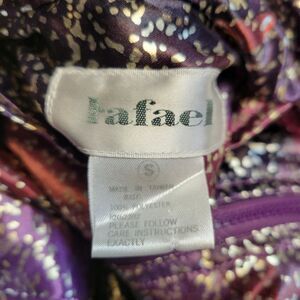 Rafael
S
MADE IN TAIWAN
100% POLYESTER
PLEASE FOLLOW
CARE INSTRUCTIONS
EXACTLY